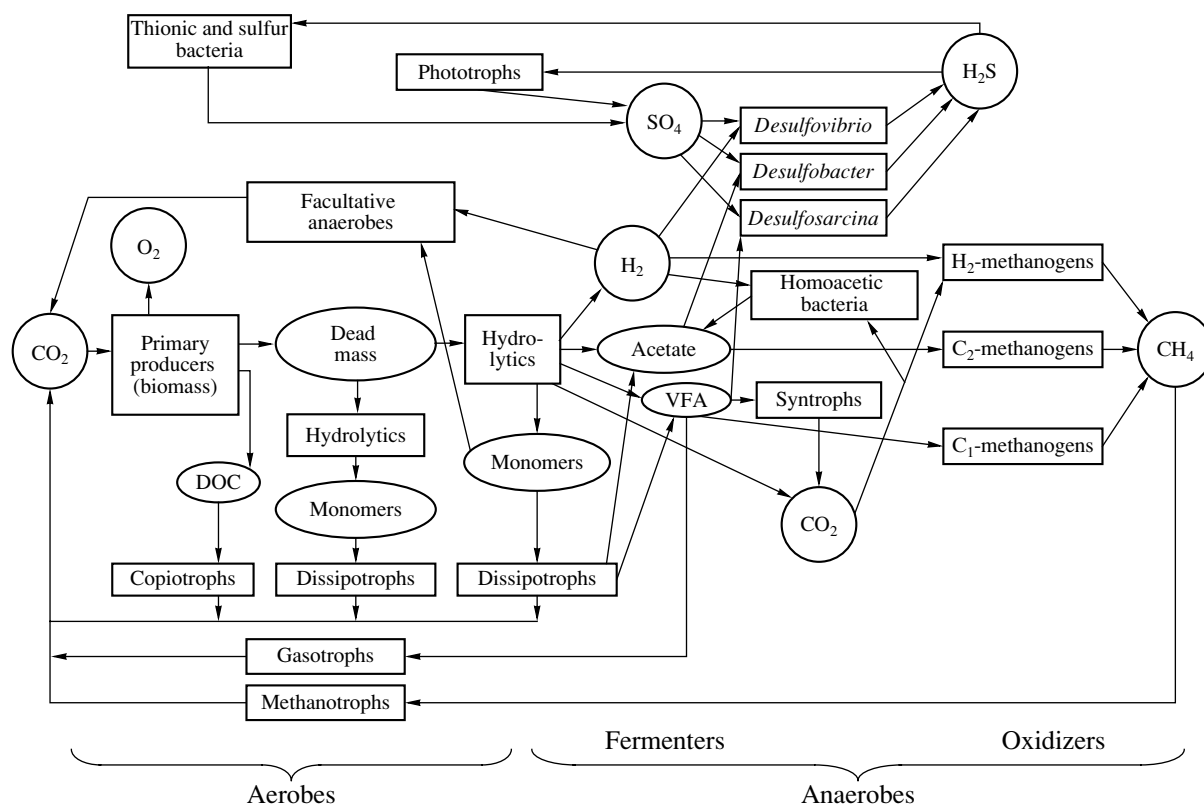 Thionic and sulfur
bacteria
Phototrophs
H₂S
SO₄
Desulfovibrio
Desulfobacter
Desulfosarcina
Facultative
anaerobes
O₂
H₂
H₂-methanogens
Homoacetic
bacteria
CO₂
Primary
producers
(biomass)
Dead
mass
Hydro-
lytics
Acetate
C₂-methanogens
CH₄
VFA
Syntrophs
Hydrolytics
C₁-methanogens
DOC
Monomers
Monomers
CO₂
Copiotrophs
Dissipotrophs
Dissipotrophs
Gasotrophs
Methanotrophs
Fermenters
Oxidizers
Aerobes
Anaerobes